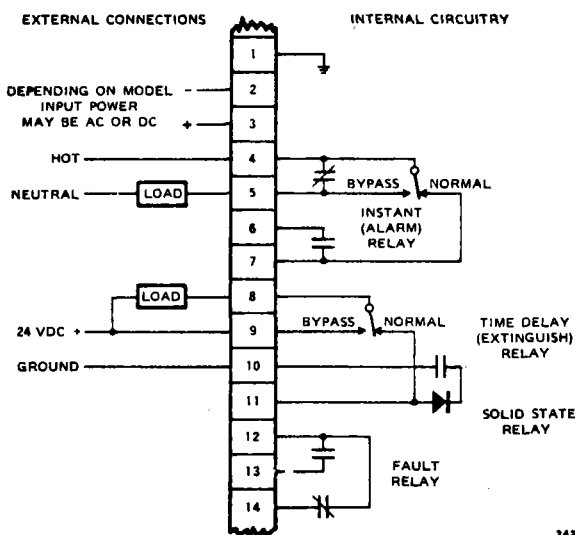 EXTERNAL CONNECTIONS
INTERNAL CIRCUITRY
1
DEPENDING ON MODEL -
INPUT POWER
MAY BE AC OR DC +
2
3
HOT
4
NEUTRAL
LOAD
5
BYPASS
NORMAL
INSTANT
(ALARM)
RELAY
6
7
LOAD
8
24 VDC +
9
BYPASS
NORMAL
TIME DELAY
(EXTINGUISH)
RELAY
GROUND
10
11
SOLID STATE
RELAY
12
13
FAULT
RELAY
14